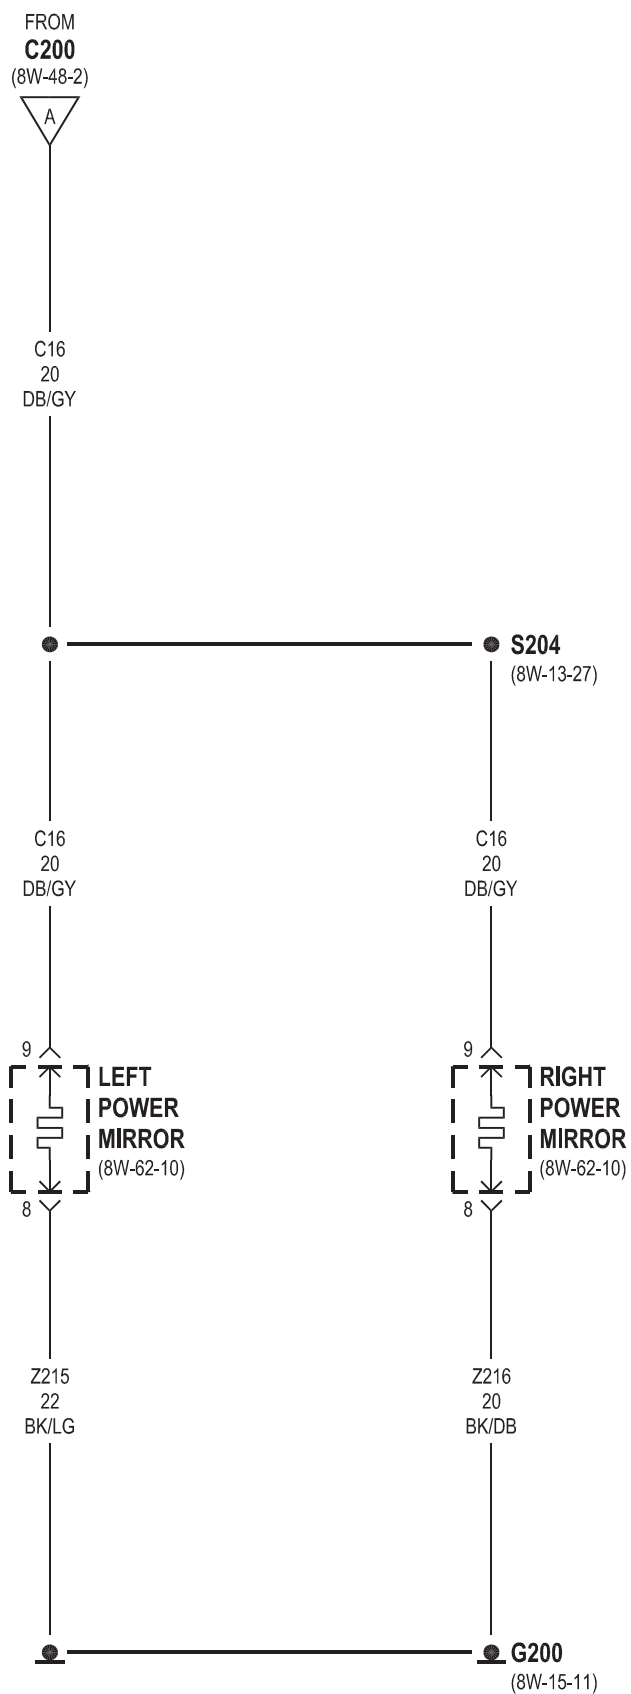 FROM
C200
(8W-48-2)
A
C16
20
DB/GY
S204
(8W-13-27)
C16
20
DB/GY
C16
20
DB/GY
9
LEFT
POWER
MIRROR
(8W-62-10)
8
9
RIGHT
POWER
MIRROR
(8W-62-10)
8
Z215
22
BK/LG
Z216
20
BK/DB
G200
(8W-15-11)